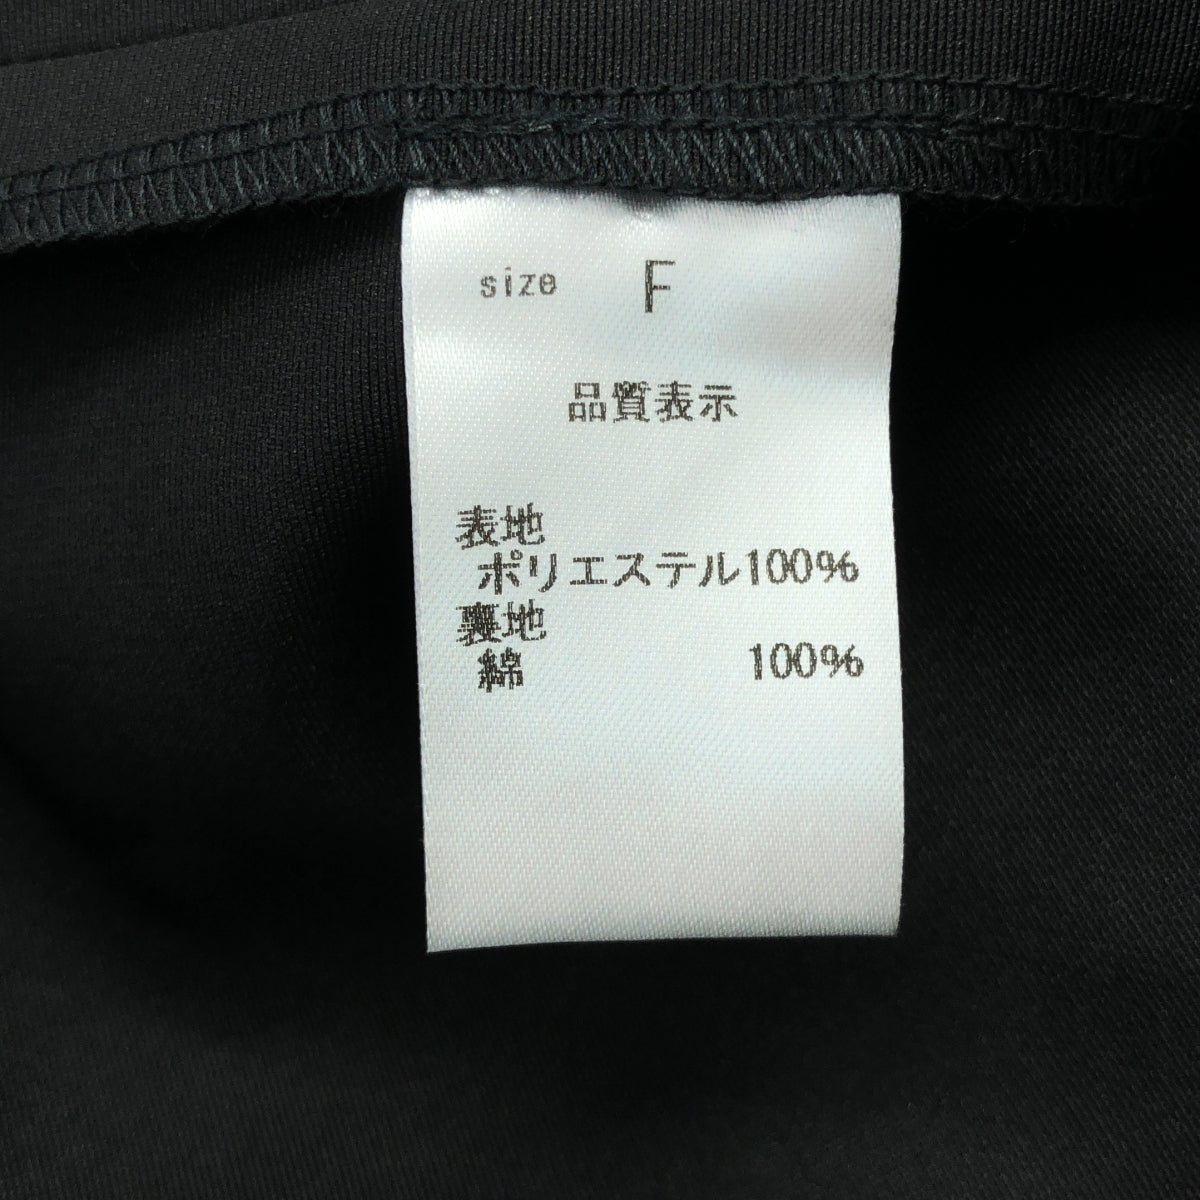 size F
品質表示
表地
ポリエステル100%
裏地
綿 100%